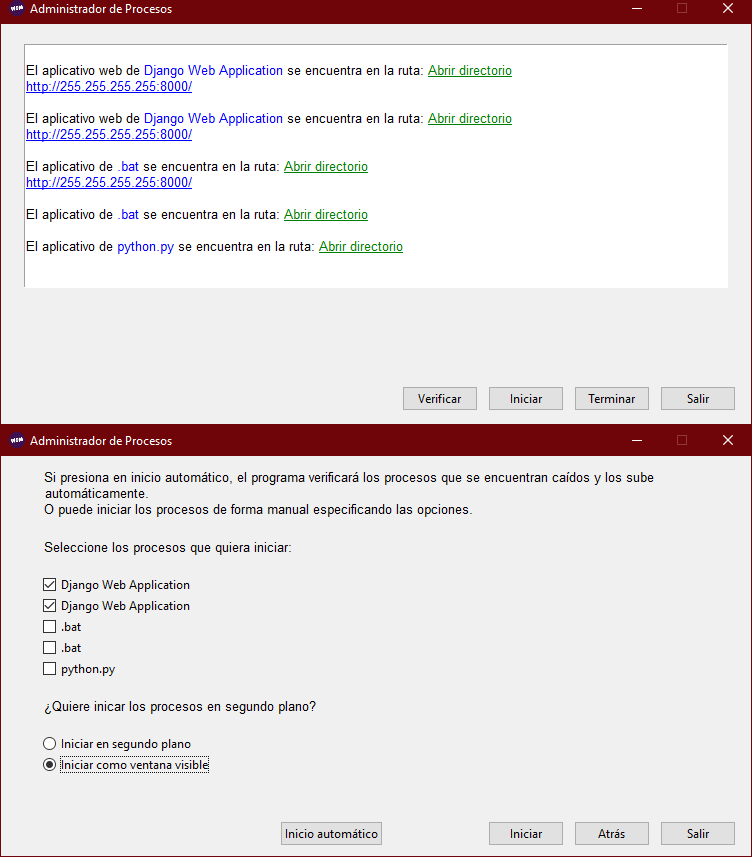 WSM Administrador de Procesos
El aplicativo web de Django Web Application se encuentra en la ruta: Abrir directorio
http://255.255.255.255:8000/
El aplicativo web de Django Web Application se encuentra en la ruta: Abrir directorio
http://255.255.255.255:8000/
El aplicativo de .bat se encuentra en la ruta: Abrir directorio
http://255.255.255.255:8000/
El aplicativo de .bat se encuentra en la ruta: Abrir directorio
El aplicativo de python.py se encuentra en la ruta: Abrir directorio
Verificar Iniciar Terminar Salir
WSM Administrador de Procesos
Si presiona en inicio automático, el programa verificará los procesos que se encuentran caídos y los sube
automáticamente.
O puede iniciar los procesos de forma manual especificando las opciones.
Seleccione los procesos que quiera iniciar:
Django Web Application
Django Web Application
.bat
.bat
python.py
¿Quiere inicar los procesos en segundo plano?
Iniciar en segundo plano
Iniciar como ventana visible
Inicio automático Iniciar Atrás Salir